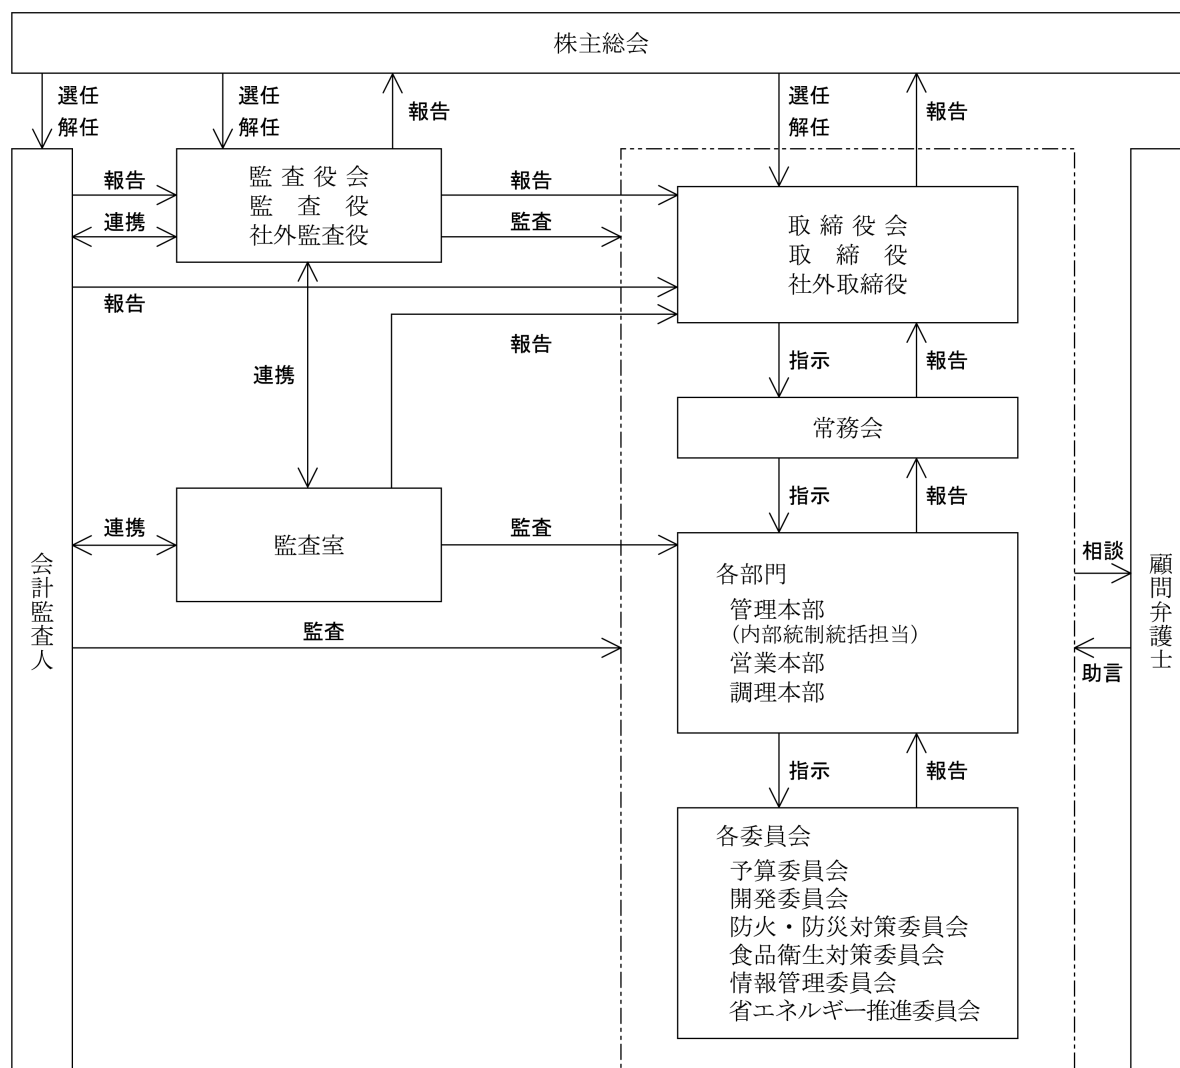 株主総会
選任
解任
選任
解任
報告
選任
解任
報告
報告
連携
監査役会
監査役
社外監査役
報告
監査
取締役会
取締役
社外取締役
報告
報告
連携
指示
報告
常務会
指示
報告
連携
監査室
監査
会計監査人
監査
各部門
管理本部
（内部統制統括担当）
営業本部
調理本部
相談
助言
顧問弁護士
指示
報告
各委員会
予算委員会
開発委員会
防火・防災対策委員会
食品衛生対策委員会
情報管理委員会
省エネルギー推進委員会